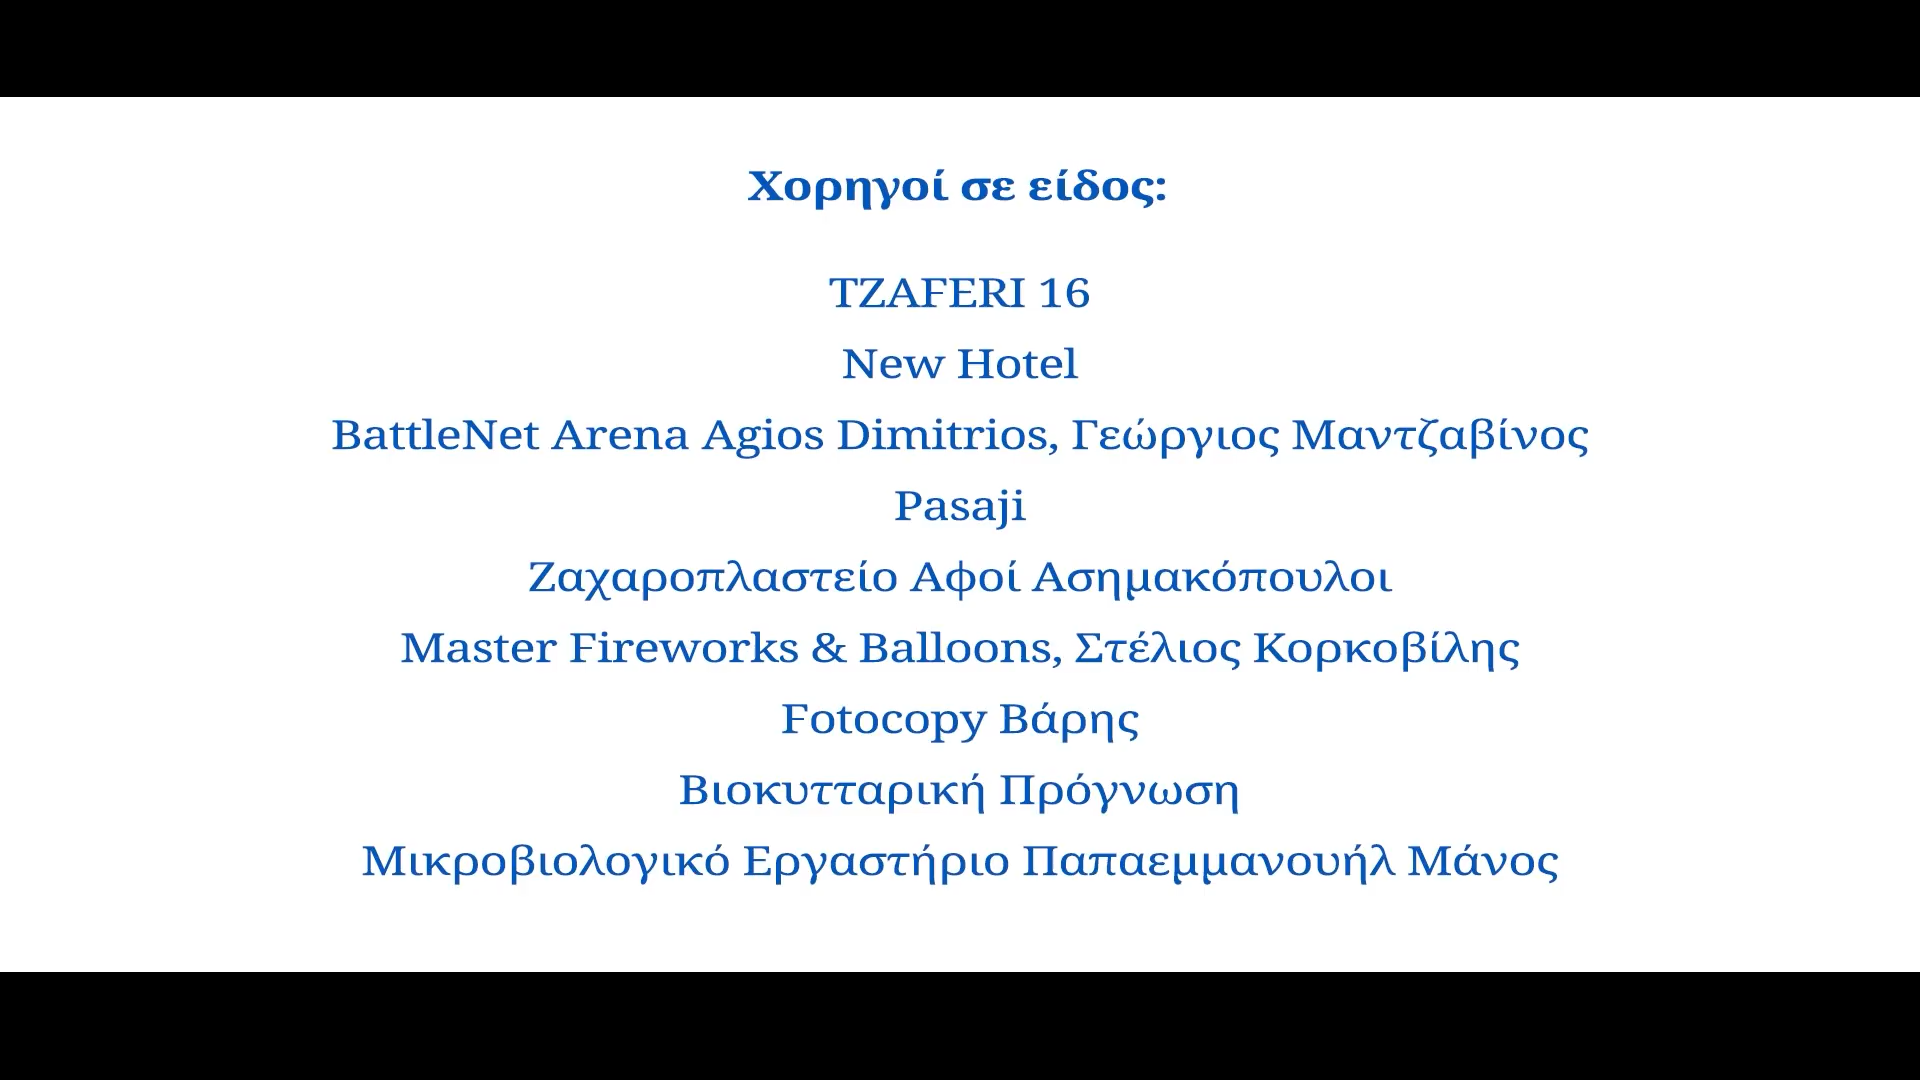 Χορηγοί σε είδος:
TZAFERI 16
New Hotel
BattleNet Arena Agios Dimitrios, Γεώργιος Μαντζαβίνος
Pasaji
Ζαχαροπλαστείο Αφοί Ασημακόπουλοι
Master Fireworks & Balloons, Στέλιος Κορκοβίλης
Fotocopy Βάρης
Βιοκυτταρική Πρόγνωση
Μικροβιολογικό Εργαστήριο Παπαεμμανουήλ Μάνος